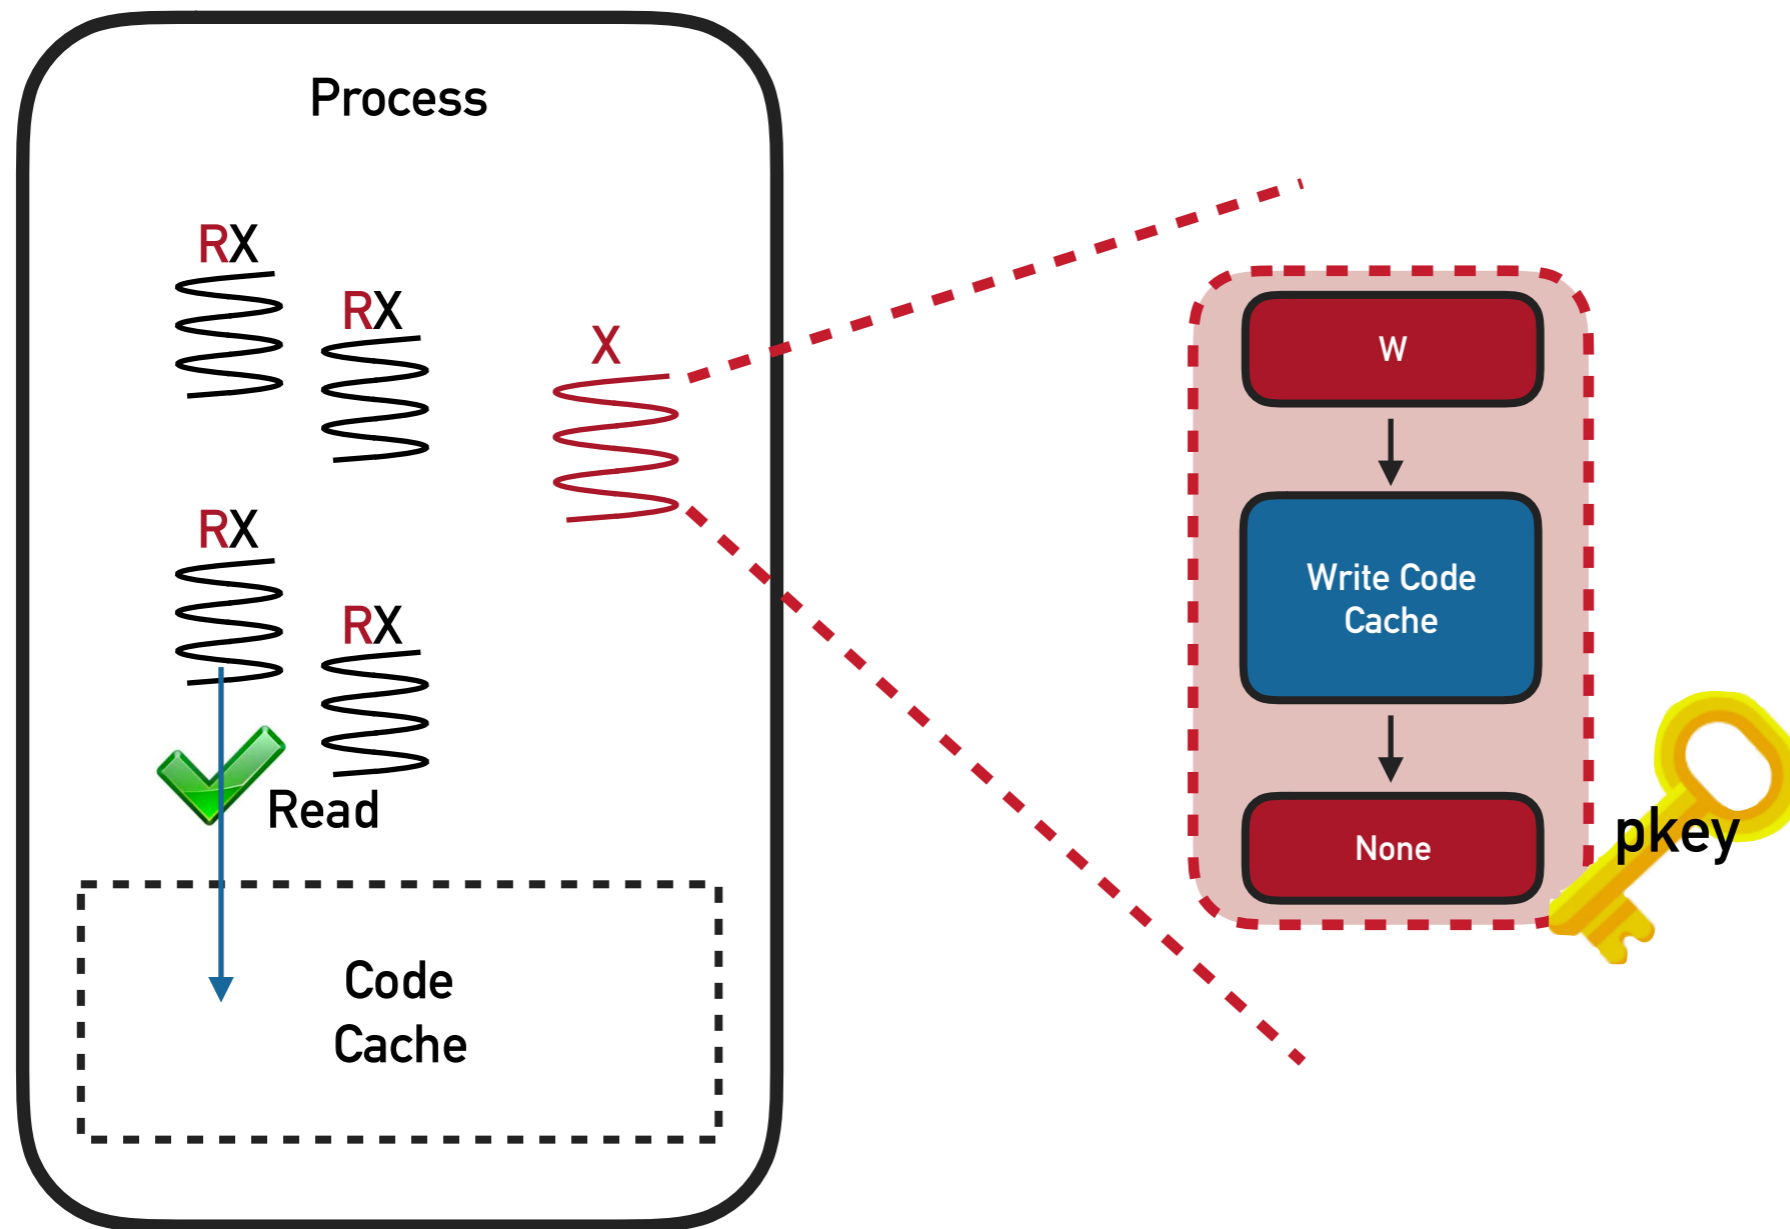 Process
RX
RX
X
RX
RX
Read
Code
Cache
W
Write Code
Cache
None
pkey